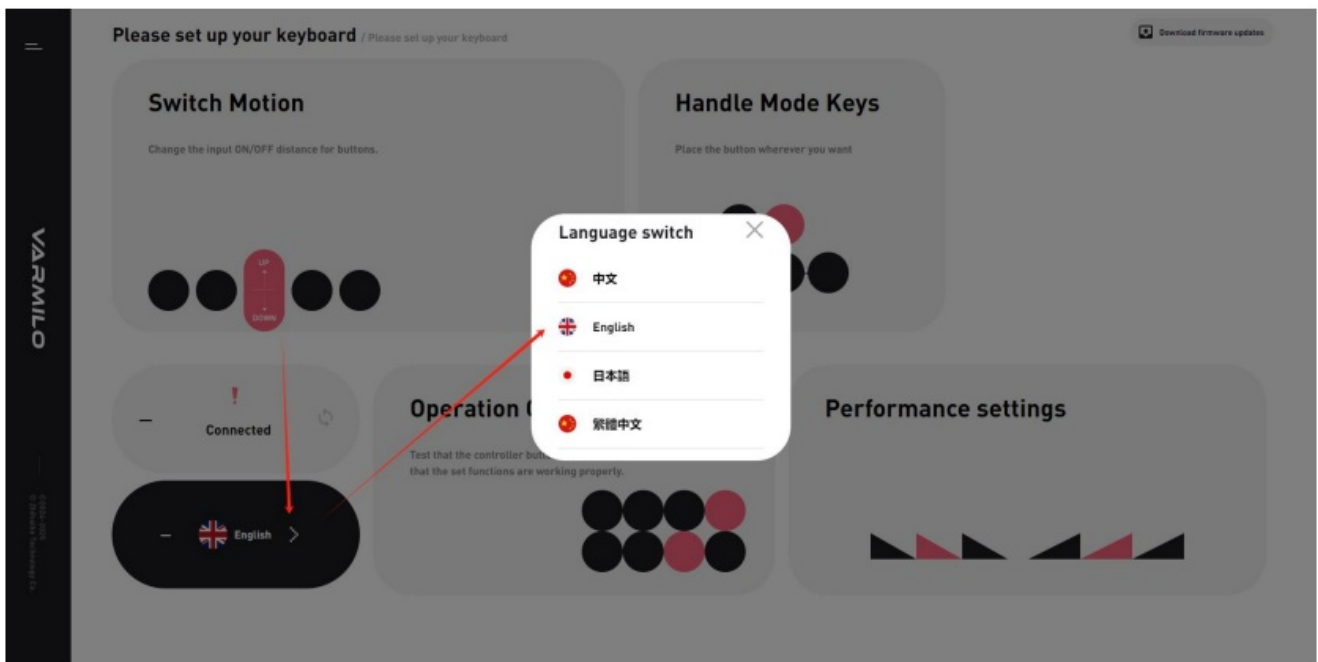 Please set up your keyboard / Please set up your keyboard
Download firmware updates
Switch Motion
Change the input ON/OFF distance for buttons.
UP
DOWN
Handle Mode Keys
Place the button wherever you want
Language switch
中文
English
日本語
繁體中文
VARMILO
Connected
English
Operation
Test that the controller
that the set functions are working properly.
Performance settings